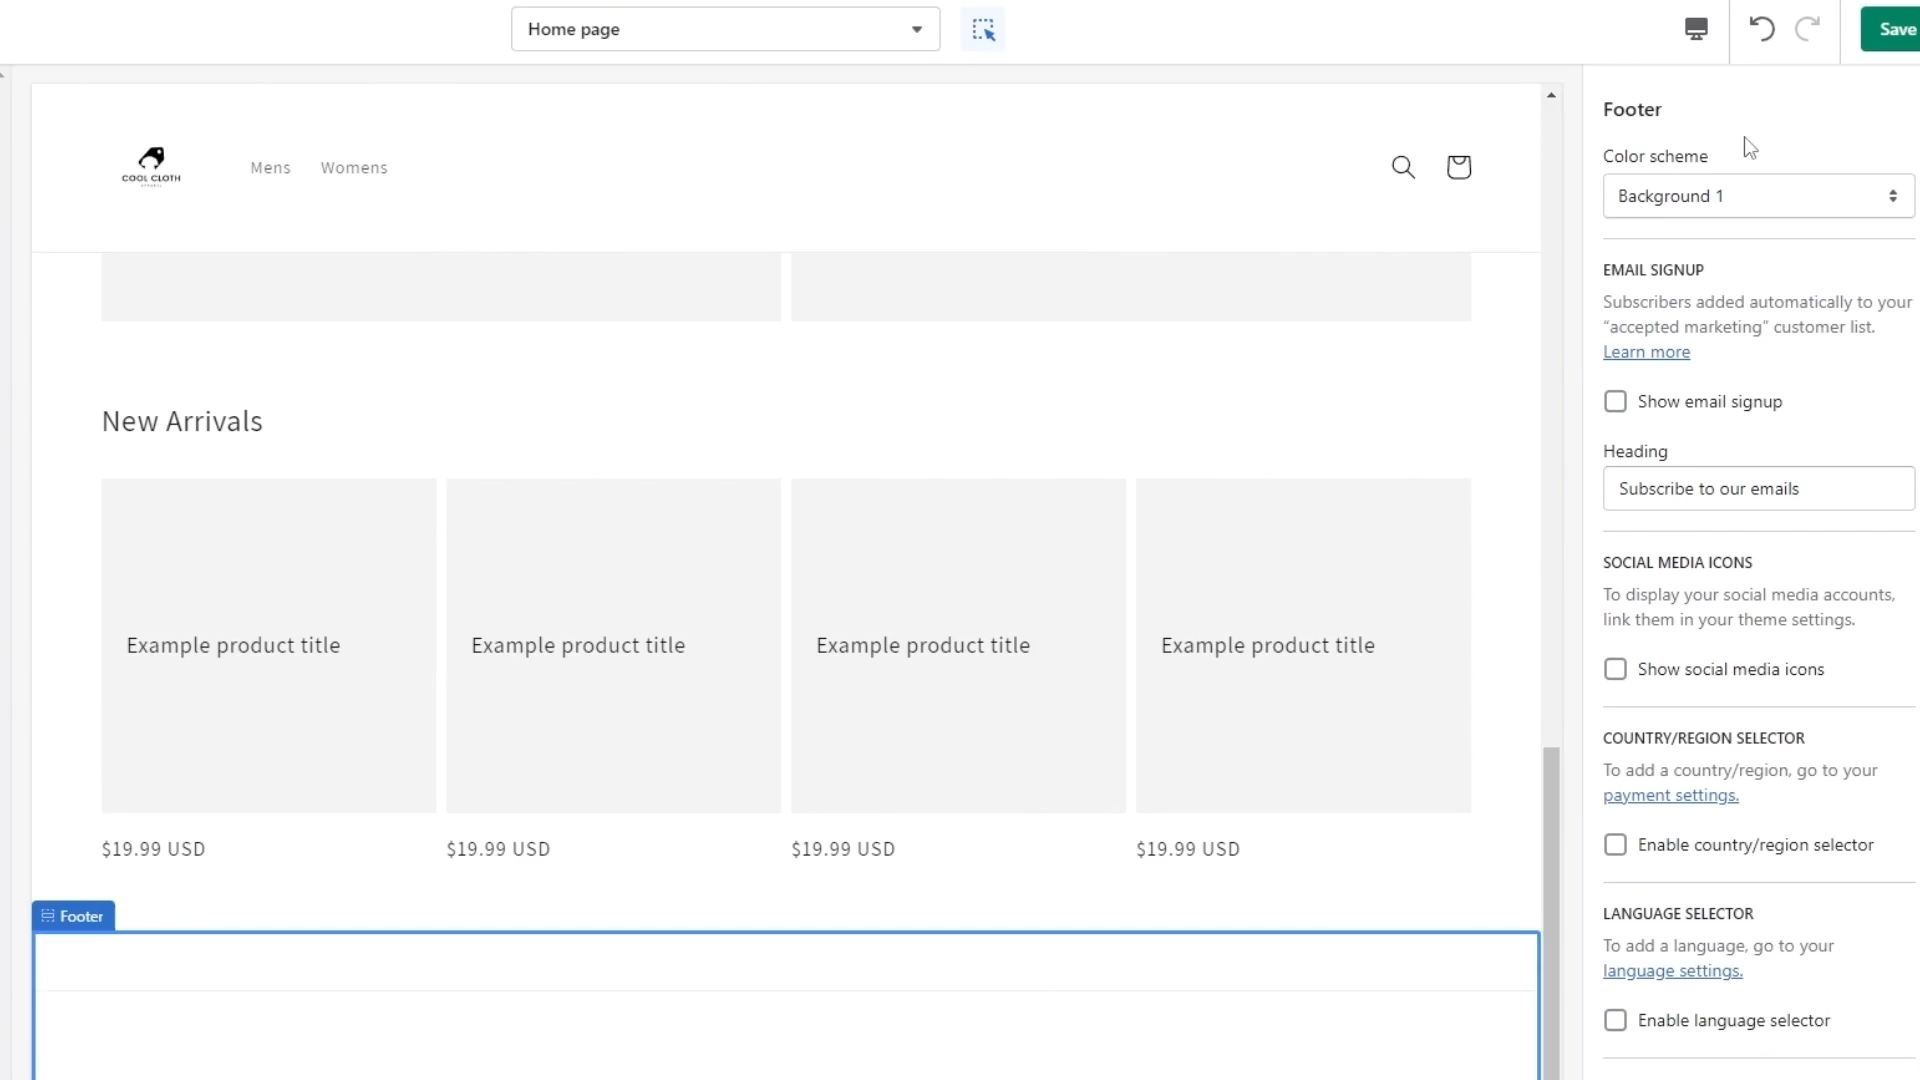 Home page
Save
COOL CLOTH
Mens
Womens
New Arrivals
Example product title
Example product title
Example product title
Example product title
$19.99 USD
$19.99 USD
$19.99 USD
$19.99 USD
Footer
Footer
Color scheme
Background 1
EMAIL SIGNUP
Subscribers added automatically to your
“accepted marketing” customer list.
Learn more
Show email signup
Heading
Subscribe to our emails
SOCIAL MEDIA ICONS
To display your social media accounts,
link them in your theme settings.
Show social media icons
COUNTRY/REGION SELECTOR
To add a country/region, go to your
payment settings.
Enable country/region selector
LANGUAGE SELECTOR
To add a language, go to your
language settings.
Enable language selector